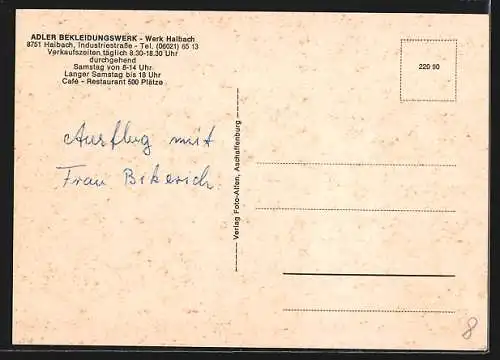 ADLER BEKLEIDUNGSWERK - Werk Haibach
8751 Haibach, Industriestraße - Tel. (06021) 65 13
Verkaufszeiten täglich 8.30-18.30 Uhr
durchgehend
Samstag von 8-14 Uhr
Langer Samstag bis 18 Uhr
Café - Restaurant 500 Plätze
220 90
Ausflug mit
Frau Bikerich
Verlag Foto-Alfen, Aschaffenburg
8